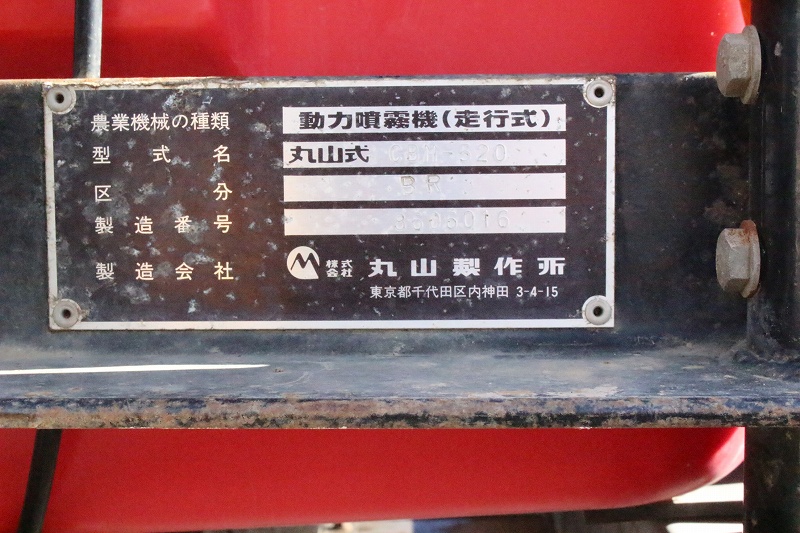 農業機械の種類 動力噴霧機(走行式)
型式名 丸山式
区分
製造番号
製造会社 株式会社 丸山製作所
東京都千代田区内神田 3-4-15